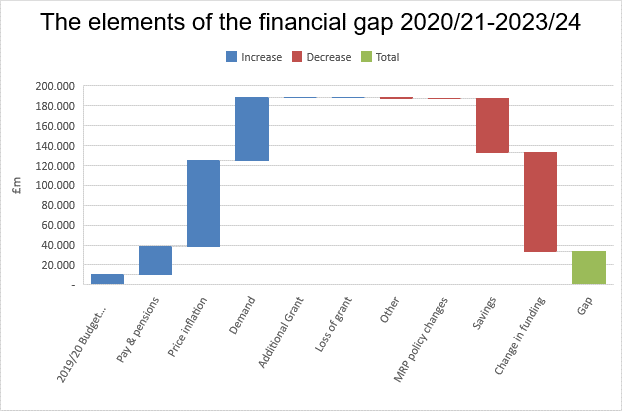 The elements of the financial gap 2020/21-2023/24
Increase Decrease Total
200.000
180.000
160.000
140.000
120.000
100.000
80.000
60.000
40.000
20.000
-
£m
2019/20 Budget...
Pay & pensions
Price inflation
Demand
Additional Grant
Loss of grant
Other
MRP policy changes
Savings
Change in funding
Gap